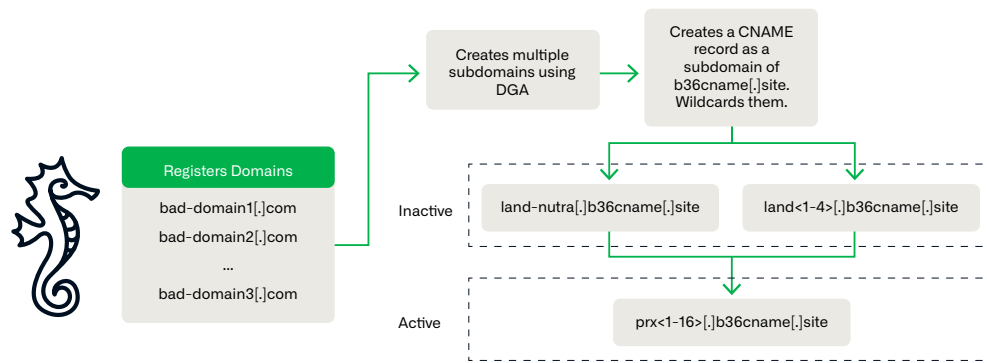 Creates multiple
subdomains using
DGA
Creates a CNAME
record as a
subdomain of
b36cname[.]site.
Wildcards them.
Registers Domains
bad-domain1[.]com
bad-domain2[.]com
...
bad-domain3[.]com
Inactive
land-nutra[.]b36cname[.]site
land<1-4>[.]b36cname[.]site
Active
prx<1-16>[.]b36cname[.]site